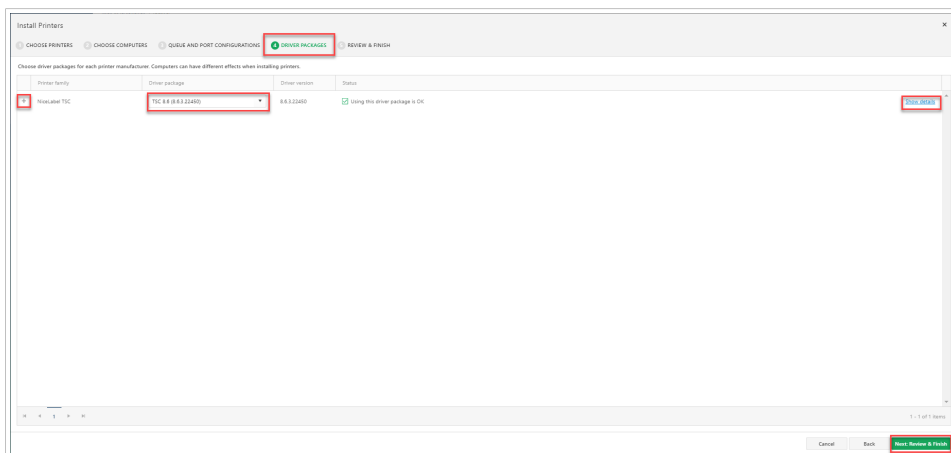 Install Printers
CHOOSE PRINTERS CHOOSE COMPUTERS QUEUE AND PORT CONFIGURATIONS 4 DRIVER PACKAGES REVIEW & FINISH
Choose driver packages for each printer manufacturer. Computers can have different effects when installing printers.
Printer family Driver package Driver version Status
+ NiceLabel TSC TSC 8.8 (8.8.3.22450) 8.8.3.22450 Using this driver package is OK Show details
1 1 - 1 of 1 items
Cancel Back Next: Review & Finish